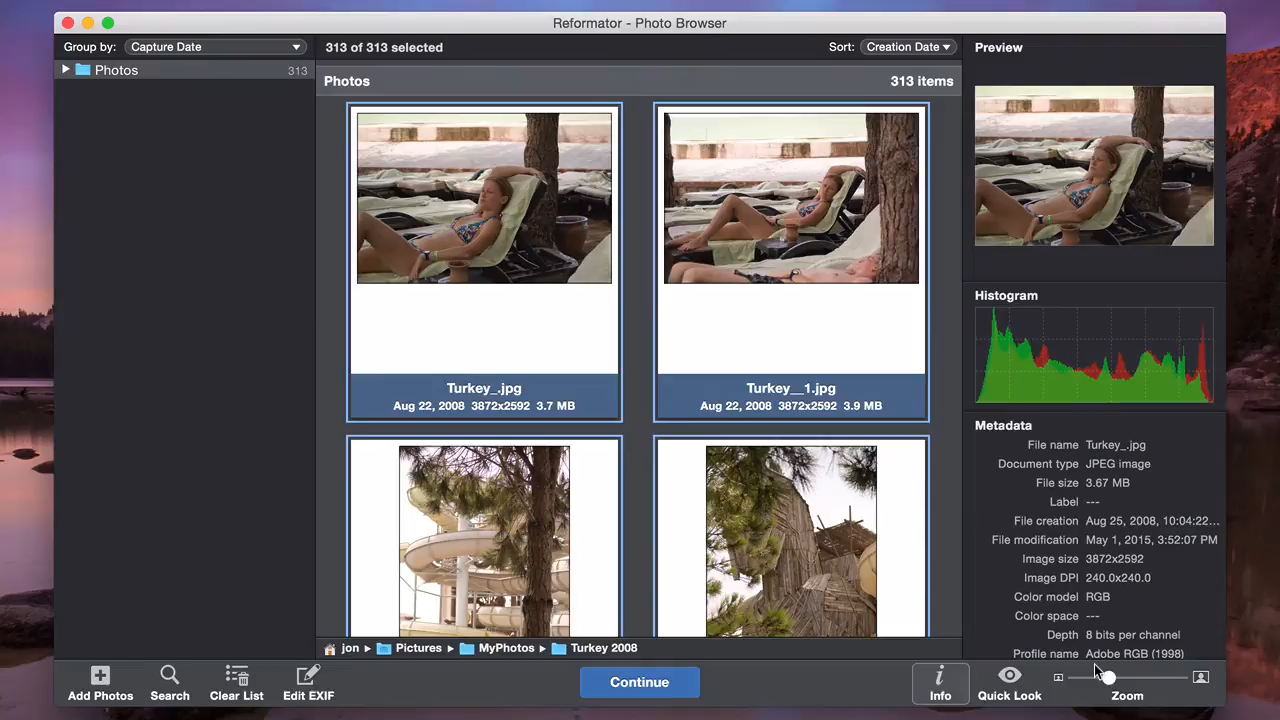 Reformator - Photo Browser
Group by: Capture Date
313 of 313 selected
Sort: Creation Date
Preview
Photos 313
Photos 313 items
Turkey_.jpg
Aug 22, 2008 3872x2592 3.7 MB
Turkey__1.jpg
Aug 22, 2008 3872x2592 3.9 MB
Histogram
Metadata
File name Turkey_.jpg
Document type JPEG image
File size 3.67 MB
Label ---
File creation Aug 25, 2008, 10:04:22...
File modification May 1, 2015, 3:52:07 PM
Image size 3872x2592
Image DPI 240.0x240.0
Color model RGB
Color space ---
Depth 8 bits per channel
Profile name Adobe RGB (1998)
jon Pictures MyPhotos Turkey 2008
Add Photos
Search
Clear List
Edit EXIF
Continue
Info
Quick Look
Zoom